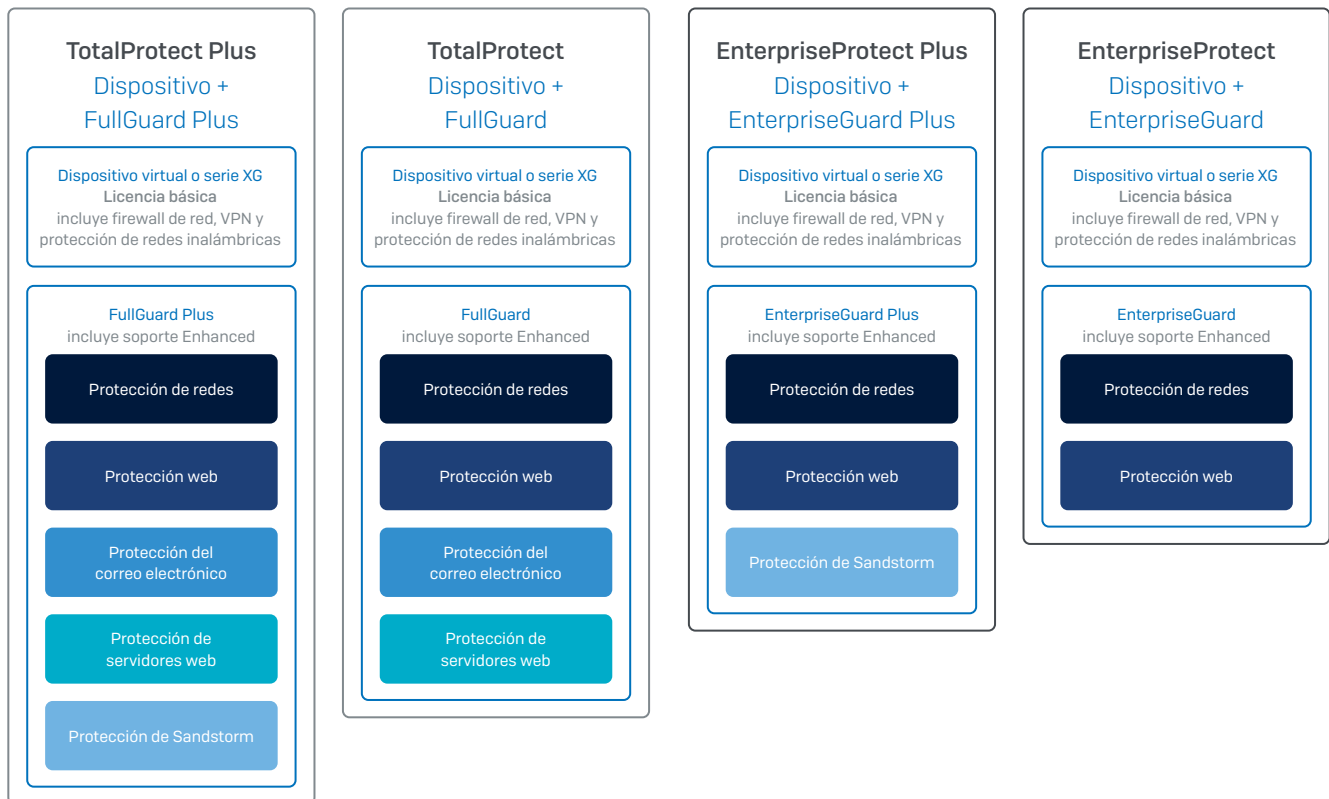 TotalProtect Plus
Dispositivo +
FullGuard Plus
Dispositivo virtual o serie XG
Licencia básica
incluye firewall de red, VPN y
protección de redes inalámbricas
FullGuard Plus
incluye soporte Enhanced
Protección de redes
Protección web
Protección del
correo electrónico
Protección de
servidores web
Protección de Sandstorm
TotalProtect
Dispositivo +
FullGuard
Dispositivo virtual o serie XG
Licencia básica
incluye firewall de red, VPN y
protección de redes inalámbricas
FullGuard
incluye soporte Enhanced
Protección de redes
Protección web
Protección del
correo electrónico
Protección de
servidores web
EnterpriseProtect Plus
Dispositivo +
EnterpriseGuard Plus
Dispositivo virtual o serie XG
Licencia básica
incluye firewall de red, VPN y
protección de redes inalámbricas
EnterpriseGuard Plus
incluye soporte Enhanced
Protección de redes
Protección web
Protección de Sandstorm
EnterpriseProtect
Dispositivo +
EnterpriseGuard
Dispositivo virtual o serie XG
Licencia básica
incluye firewall de red, VPN y
protección de redes inalámbricas
EnterpriseGuard
incluye soporte Enhanced
Protección de redes
Protección web